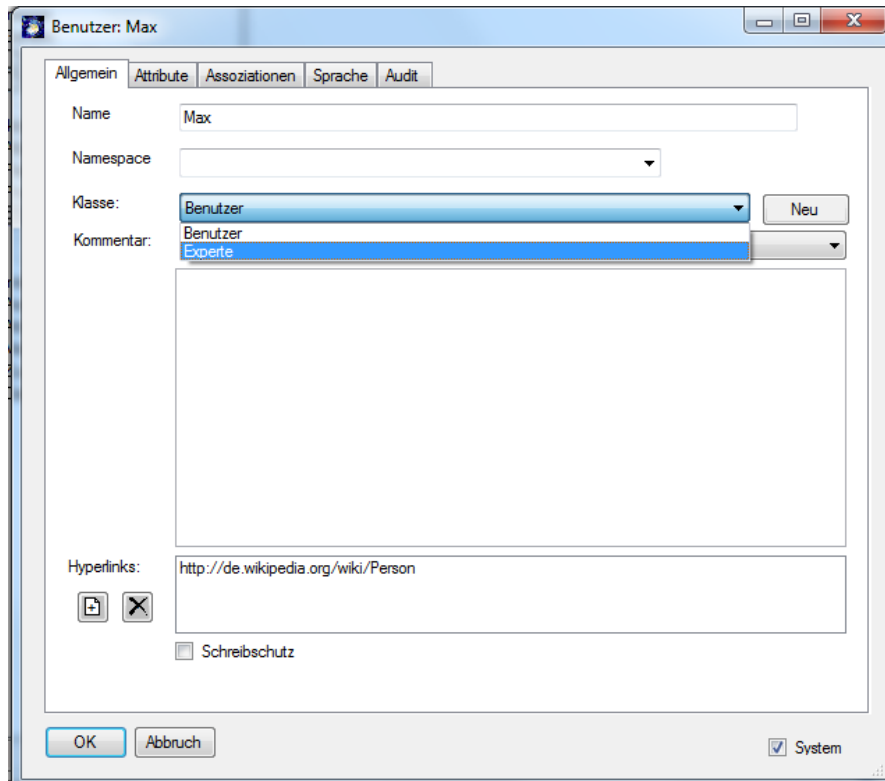 Benutzer: Max
Allgemein Attribute Assoziationen Sprache Audit
Name Max
Namespace
Klasse: Benutzer Neu
Benutzer
Kommentar:
Experte
Hyperlinks: http://de.wikipedia.org/wiki/Person
Schreibschutz
OK Abbruch System